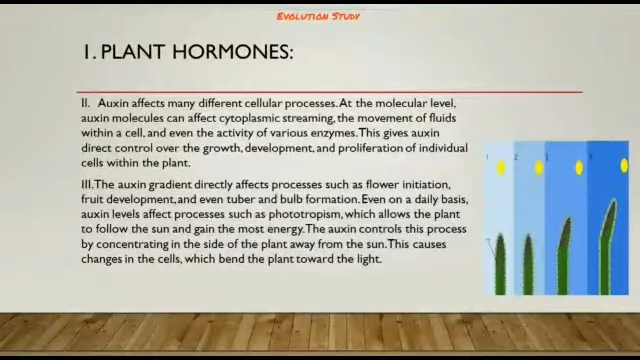 Evolution Study
1. PLANT HORMONES:
II. Auxin affects many different cellular processes. At the molecular level,
auxin molecules can affect cytoplasmic streaming, the movement of fluids
within a cell, and even the activity of various enzymes. This gives auxin
direct control over the growth, development, and proliferation of individual
cells within the plant.
III. The auxin gradient directly affects processes such as flower initiation,
fruit development, and even tuber and bulb formation. Even on a daily basis,
auxin levels affect processes such as phototropism, which allows the plant
to follow the sun and gain the most energy. The auxin controls this process
by concentrating in the side of the plant away from the sun. This causes
changes in the cells, which bend the plant toward the light.